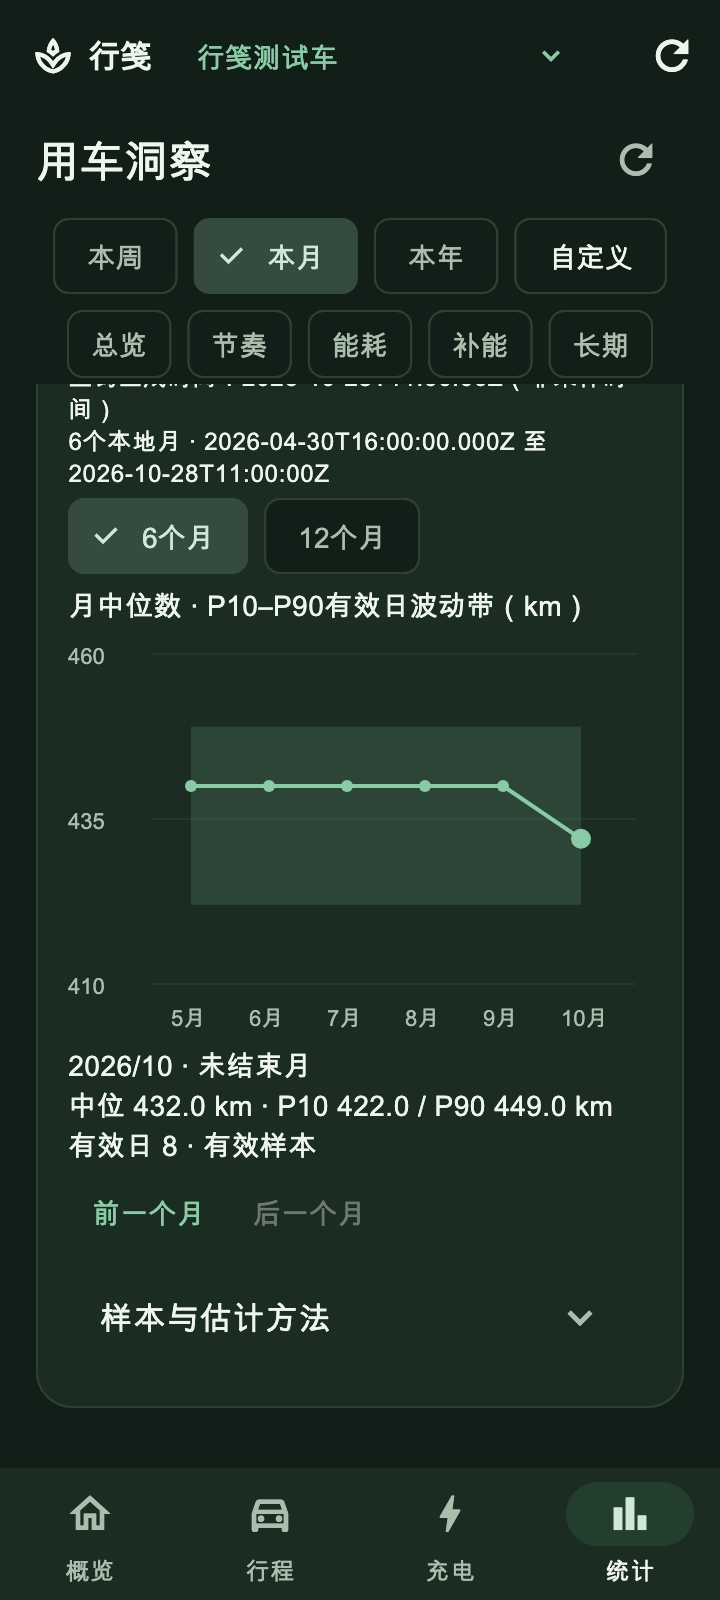 行笺 行笺测试车
用车洞察
本周 本月 本年 自定义
总览 节奏 能耗 补能 长期
间）
6个本地月 · 2026-04-30T16:00:00.000Z 至
2026-10-28T11:00:00Z
6个月 12个月
月中位数 · P10–P90有效日波动带（km）
460
435
410
5月 6月 7月 8月 9月 10月
2026/10 · 未结束月
中位 432.0 km · P10 422.0 / P90 449.0 km
有效日 8 · 有效样本
前一个月 后一个月
样本与估计方法
概览 行程 充电 统计